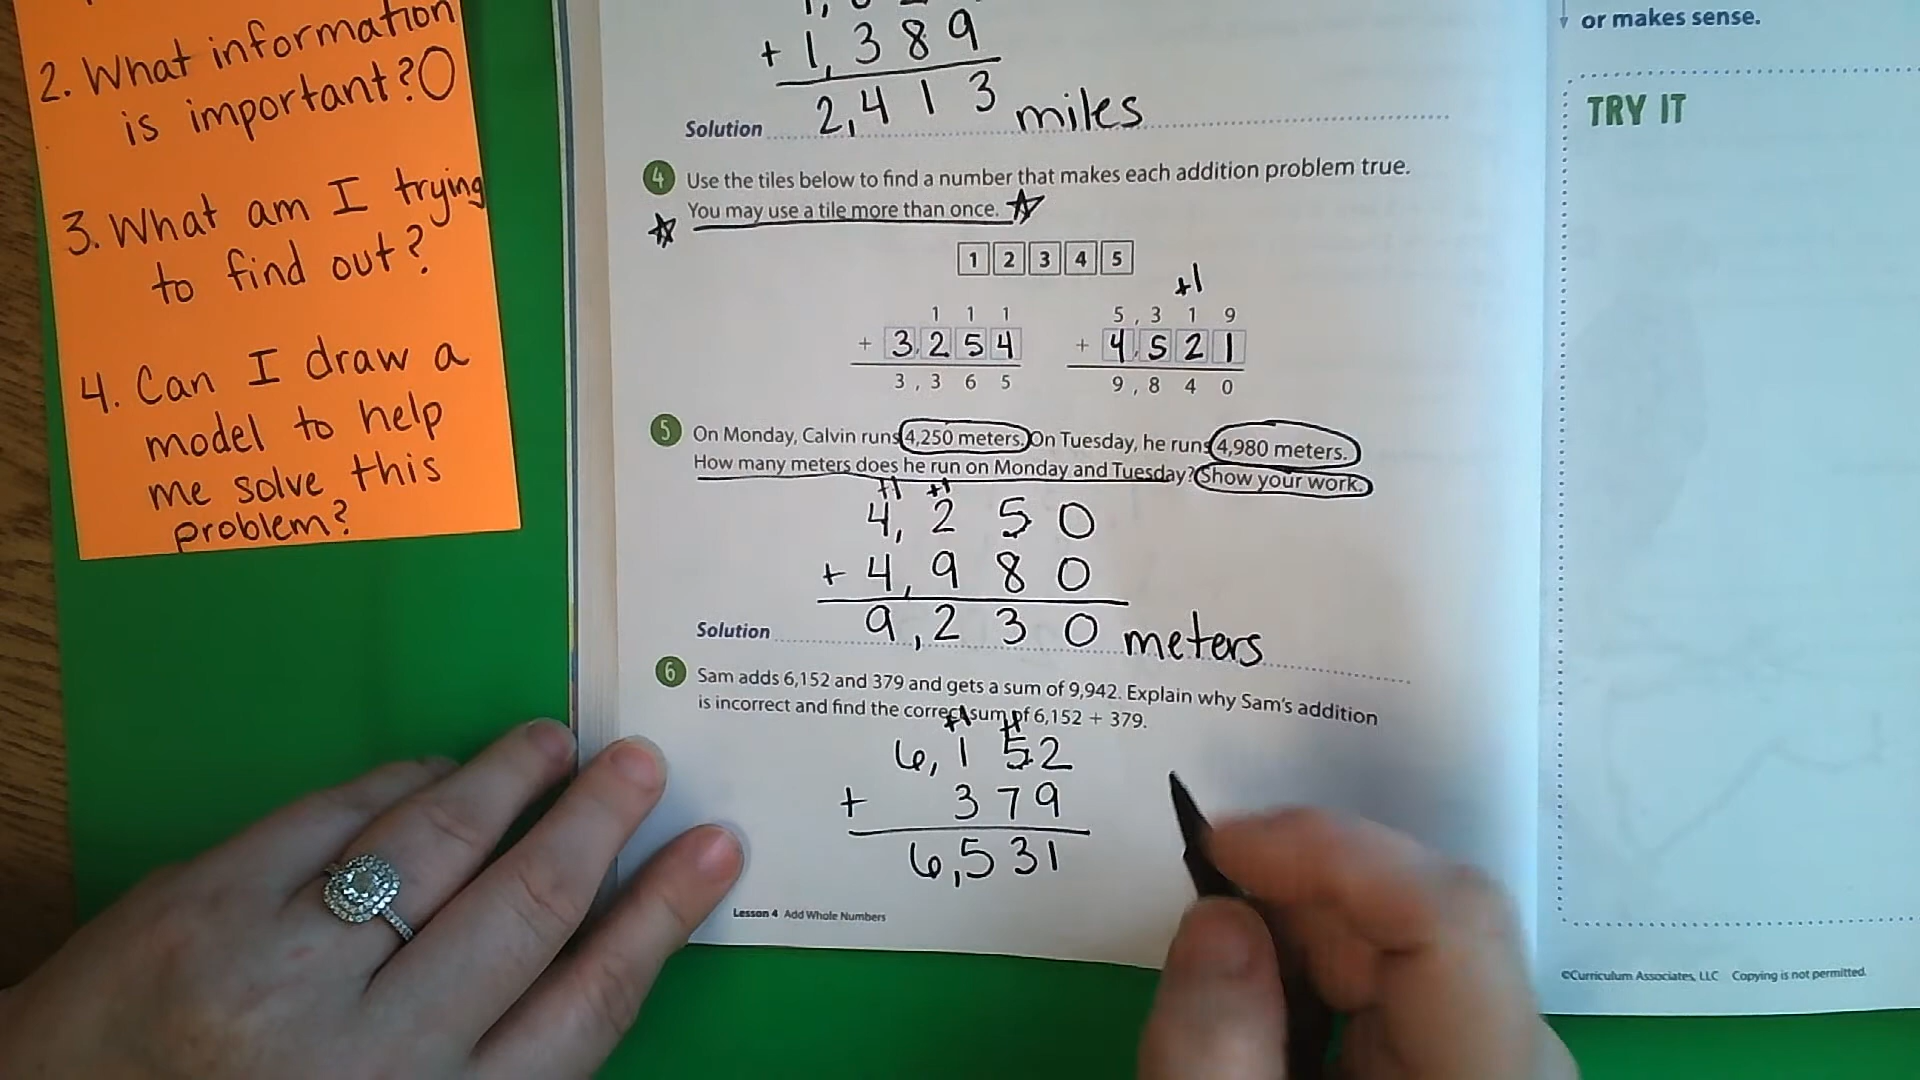 2. What information
is important?
3. What am I trying
to find out?
4. Can I draw a
model to help
me solve this
problem?
+ 1,389
Solution 2,413 miles
4 Use the tiles below to find a number that makes each addition problem true.
You may use a tile more than once.
1 2 3 4 5
+1
1 1 1
+ 3,254
3,365
5,319
+ 4,521
9,840
5 On Monday, Calvin runs 4,250 meters. On Tuesday, he runs 4,980 meters.
How many meters does he run on Monday and Tuesday? Show your work.
+1 +1
4,250
+ 4,980
Solution 9,230 meters
6 Sam adds 6,152 and 379 and gets a sum of 9,942. Explain why Sam's addition
is incorrect and find the correct sum of 6,152 + 379.
+1 +1
6,152
+ 379
6,531
Lesson 4 Add Whole Numbers
or makes sense.
TRY IT
©Curriculum Associates, LLC Copying is not permitted.